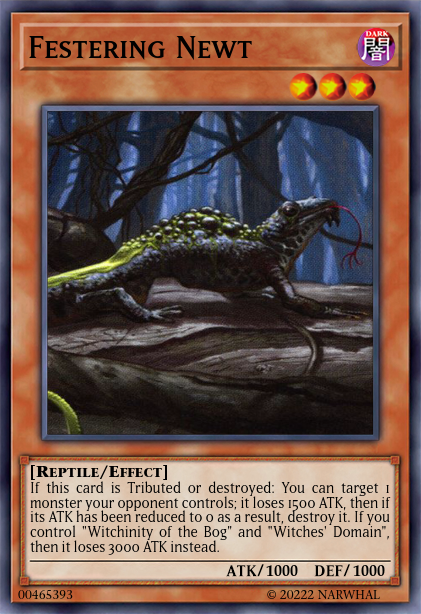 Festering Newt
DARK
闇
[Reptile/Effect]
If this card is Tributed or destroyed: You can target 1
monster your opponent controls; it loses 1500 ATK, then if
its ATK has been reduced to 0 as a result, destroy it. If you
control "Witchinity of the Bog" and "Witches' Domain",
then it loses 3000 ATK instead.
ATK/1000 DEF/1000
00465393 © 20222 NARWHAL